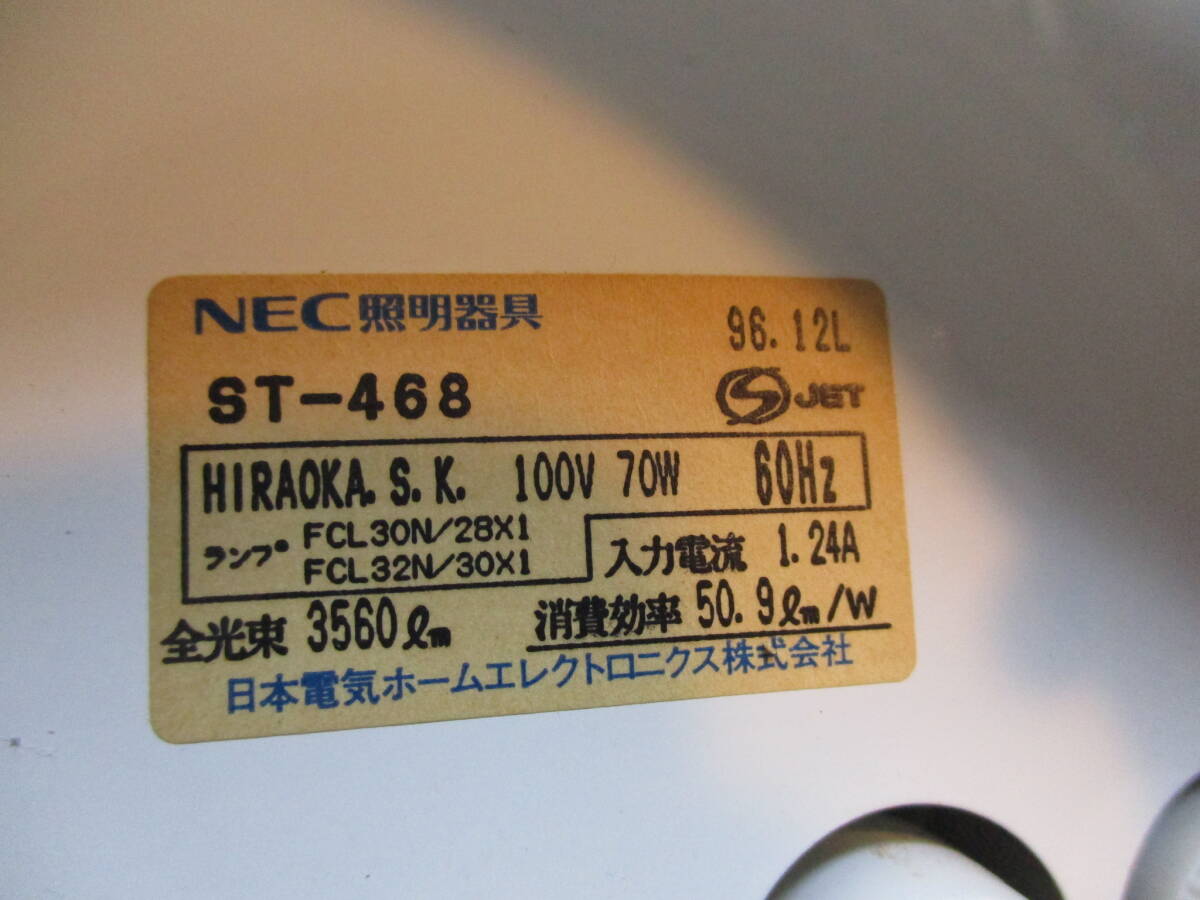 NEC照明器具
96.12L
ST-468
S JET
HIRAOKA.S.K. 100V 70W 60Hz
ランプ FCL30N/28X1
FCL32N/30X1
入力電流 1.24A
全光束 3560ℓm 消費効率 50.9ℓm/W
日本電気ホームエレクトロニクス株式会社